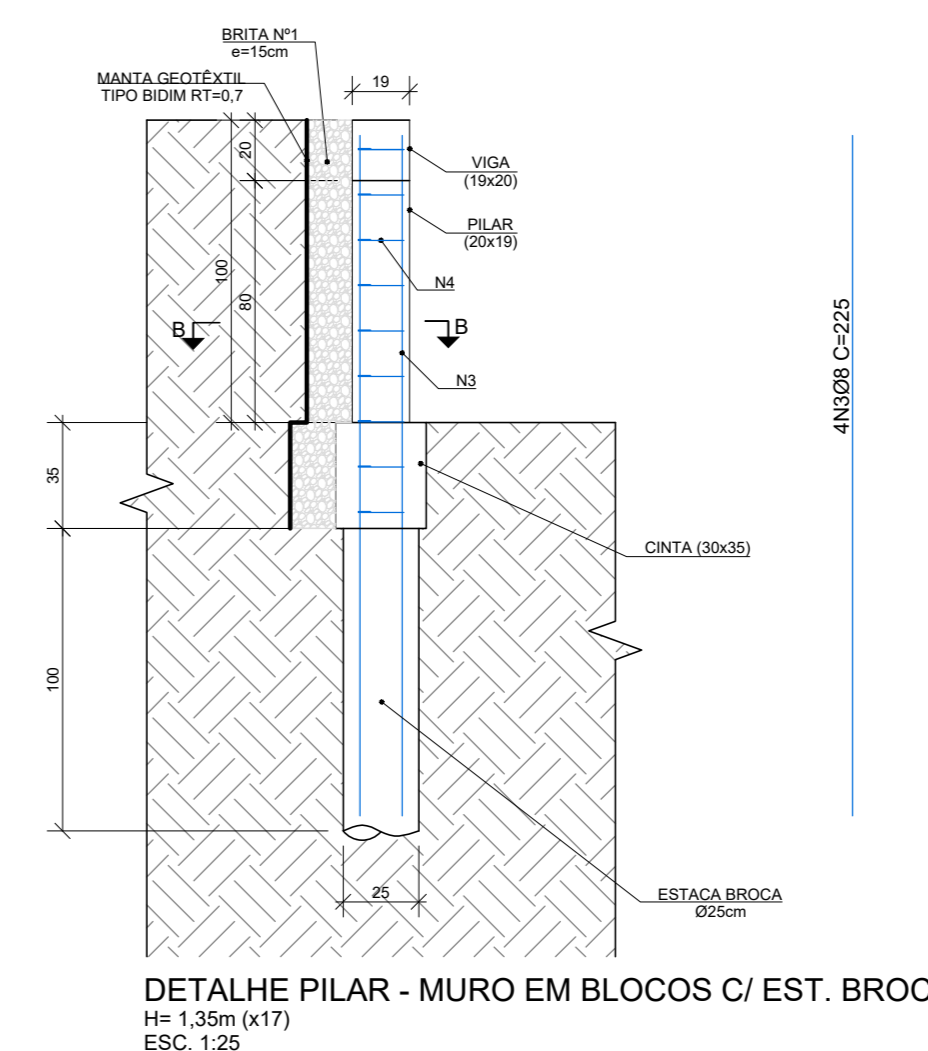 BRITA Nº1
e=15cm
MANTA GEOTÊXTIL
TIPO BIDIM RT=0,7
19
20
VIGA
(19x20)
PILAR
(20x19)
100
80
N4
B
B
4N3Ø8 C=225
N3
35
CINTA (30x35)
100
25
ESTACA BROCA
Ø25cm
DETALHE PILAR - MURO EM BLOCOS C/ EST. BROC
H= 1,35m (x17)
ESC. 1:25